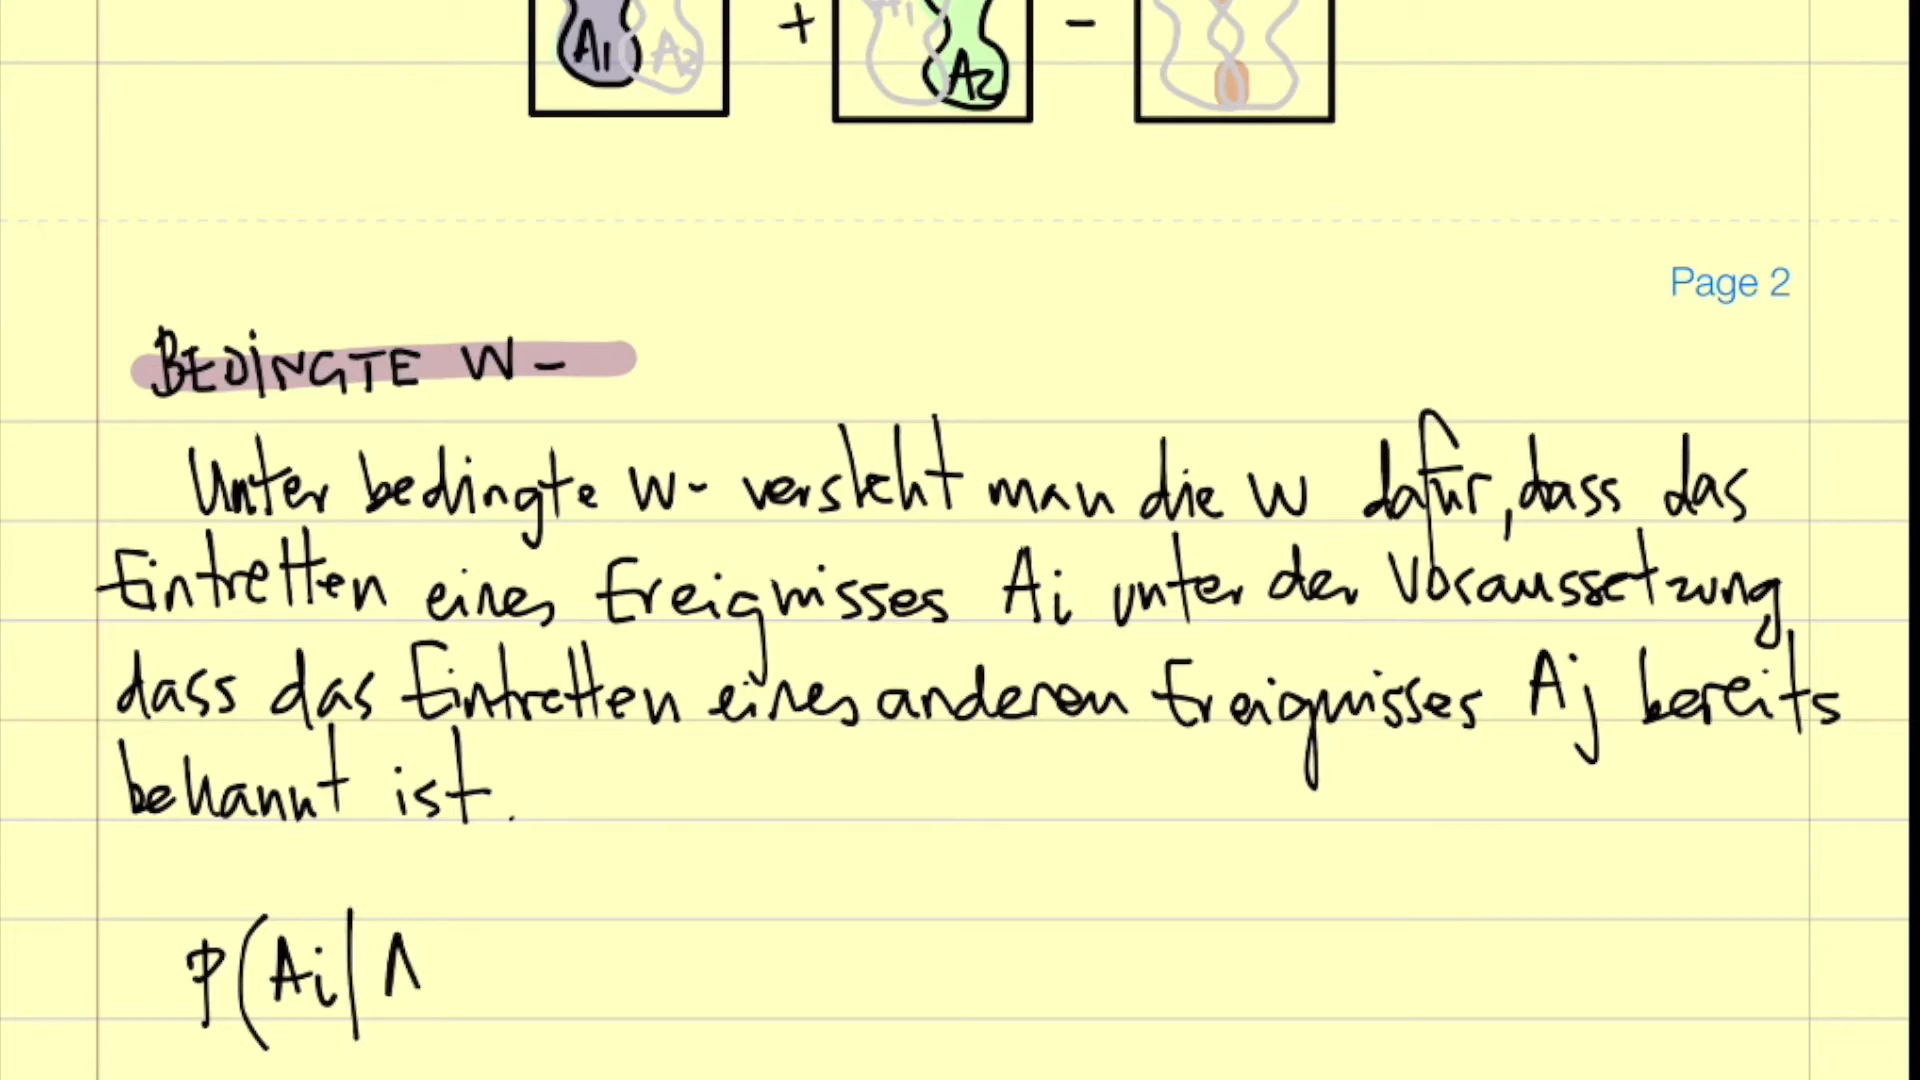 A1 A2 + A1 A2 -
Page 2
BEDINGTE W-
Unter bedingte W- versteht man die W dafür, dass das
Eintretten eines Ereignisses Ai unter der Voraussetzung
dass das Eintretten eines anderen Ereignisses Aj bereits
bekannt ist.
P(Ai|Λ